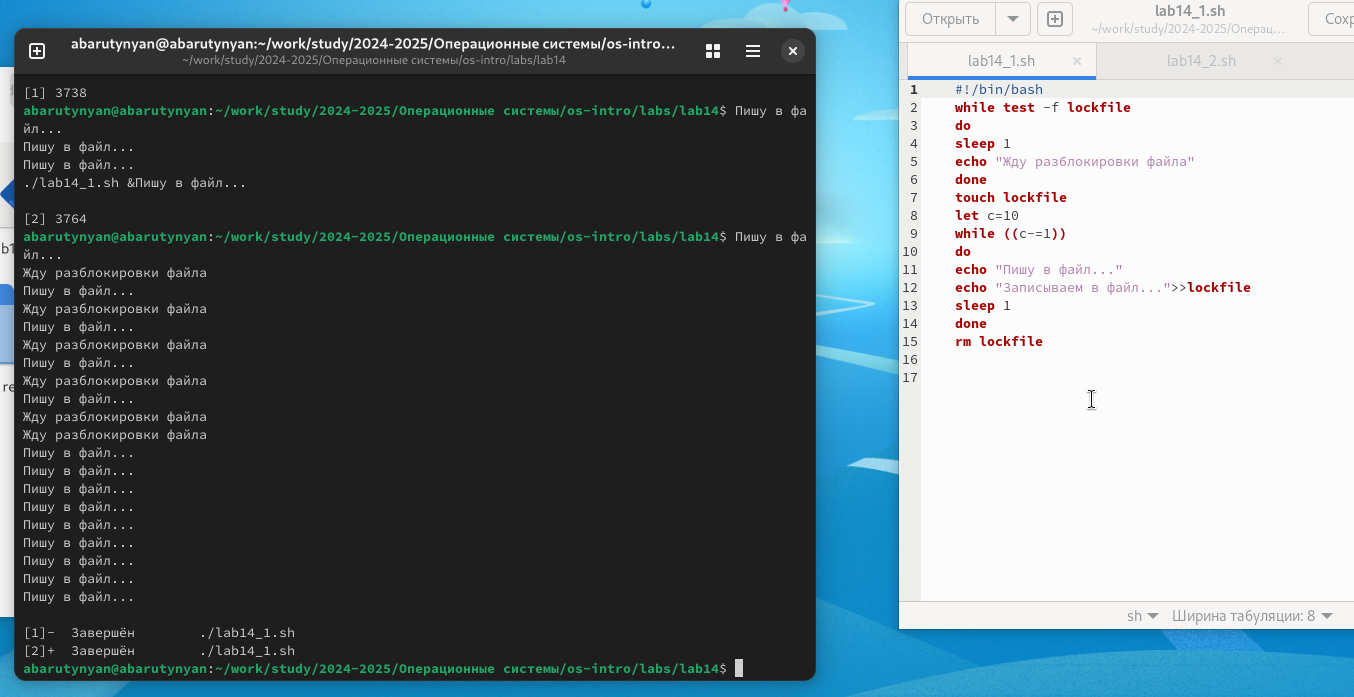 abarutynyan@abarutynyan:~/work/study/2024-2025/Операционные системы/os-intro...
~/work/study/2024-2025/Операционные системы/os-intro/labs/lab14
[1] 3738
abarutynyan@abarutynyan:~/work/study/2024-2025/Операционные системы/os-intro/labs/lab14$ Пишу в фа
йл...
Пишу в файл...
Пишу в файл...
./lab14_1.sh &Пишу в файл...
[2] 3764
abarutynyan@abarutynyan:~/work/study/2024-2025/Операционные системы/os-intro/labs/lab14$ Пишу в фа
йл...
Жду разблокировки файла
Пишу в файл...
Жду разблокировки файла
Пишу в файл...
Жду разблокировки файла
Пишу в файл...
Жду разблокировки файла
Пишу в файл...
Жду разблокировки файла
Жду разблокировки файла
Пишу в файл...
Пишу в файл...
Пишу в файл...
Пишу в файл...
Пишу в файл...
Пишу в файл...
Пишу в файл...
Пишу в файл...
Пишу в файл...
[1]-  Завершён        ./lab14_1.sh
[2]+  Завершён        ./lab14_1.sh
abarutynyan@abarutynyan:~/work/study/2024-2025/Операционные системы/os-intro/labs/lab14$
Открыть
lab14_1.sh
~/work/study/2024-2025/Операц...
lab14_1.sh
lab14_2.sh
1 #!/bin/bash
2 while test -f lockfile
3 do
4 sleep 1
5 echo "Жду разблокировки файла"
6 done
7 touch lockfile
8 let c=10
9 while ((c-=1))
10 do
11 echo "Пишу в файл..."
12 echo "Записываем в файл...">>lockfile
13 sleep 1
14 done
15 rm lockfile
16
17
sh
Ширина табуляции: 8